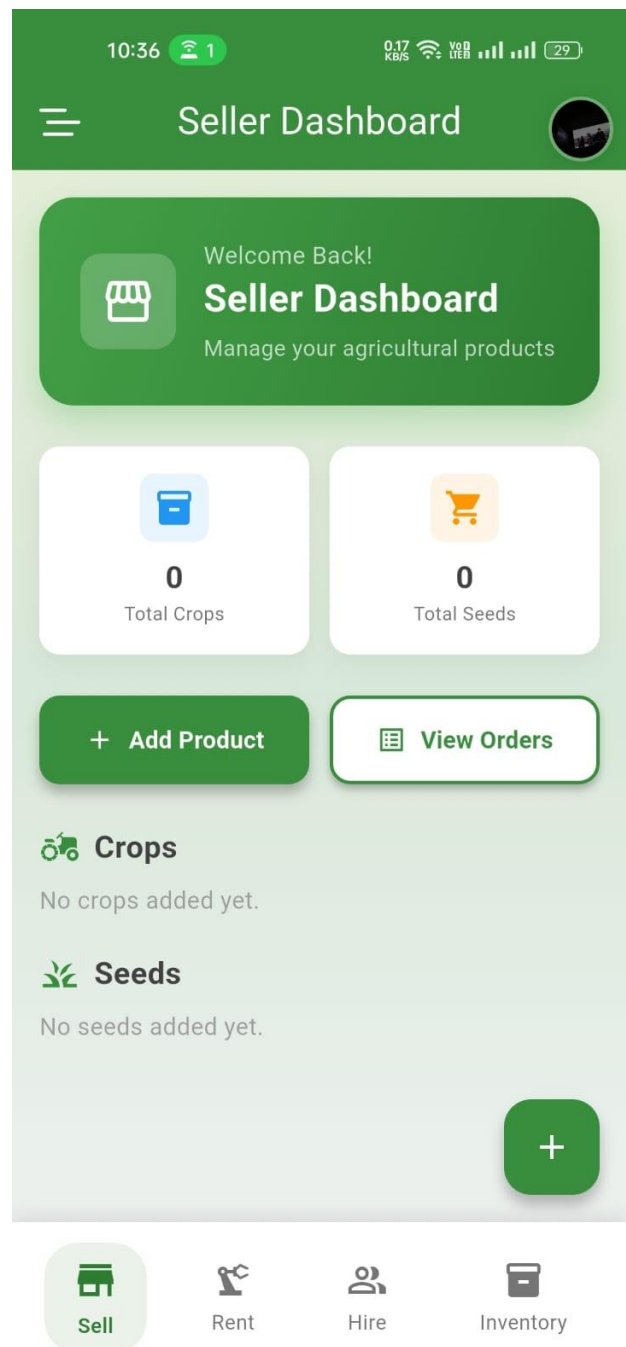 10:36 1 0.17 KB/S VoD LTE 29
Seller Dashboard
Welcome Back!
Seller Dashboard
Manage your agricultural products
0
Total Crops
0
Total Seeds
+ Add Product
View Orders
Crops
No crops added yet.
Seeds
No seeds added yet.
+
Sell
Rent
Hire
Inventory